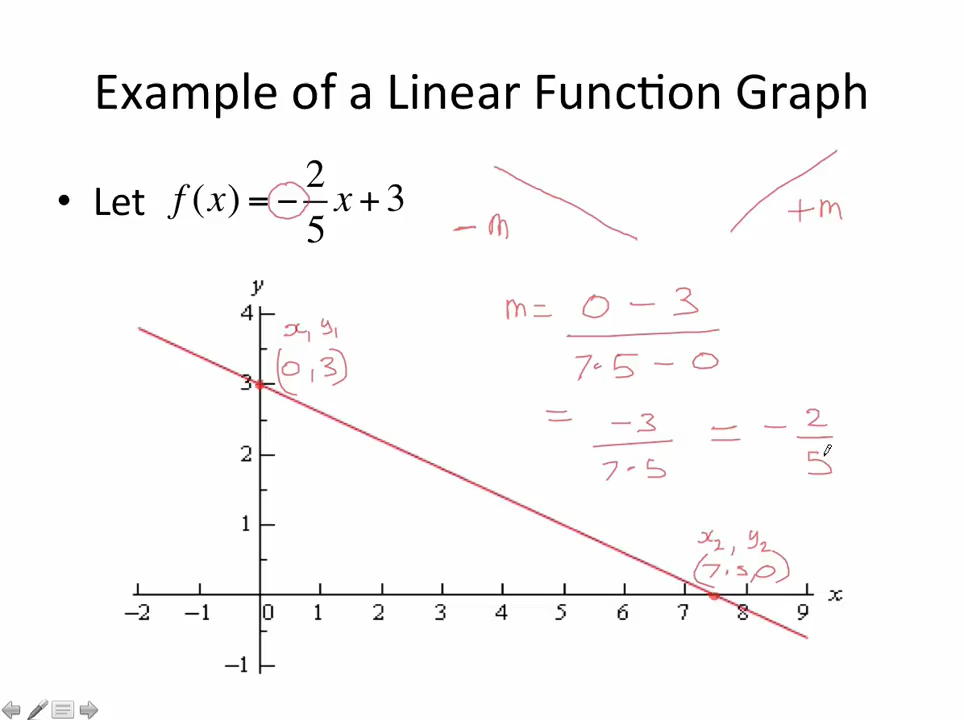 Example of a Linear Function Graph
• Let f(x) = -2/5 x + 3
- m
+m
y
4
3
2
1
-1
x₁ y₁
(0, 3)
m = 0 - 3 / 7.5 - 0
= -3 / 7.5 = - 2/5
x₂, y₂
(7.5,0)
-2 -1 0 1 2 3 4 5 6 7 8 9 x